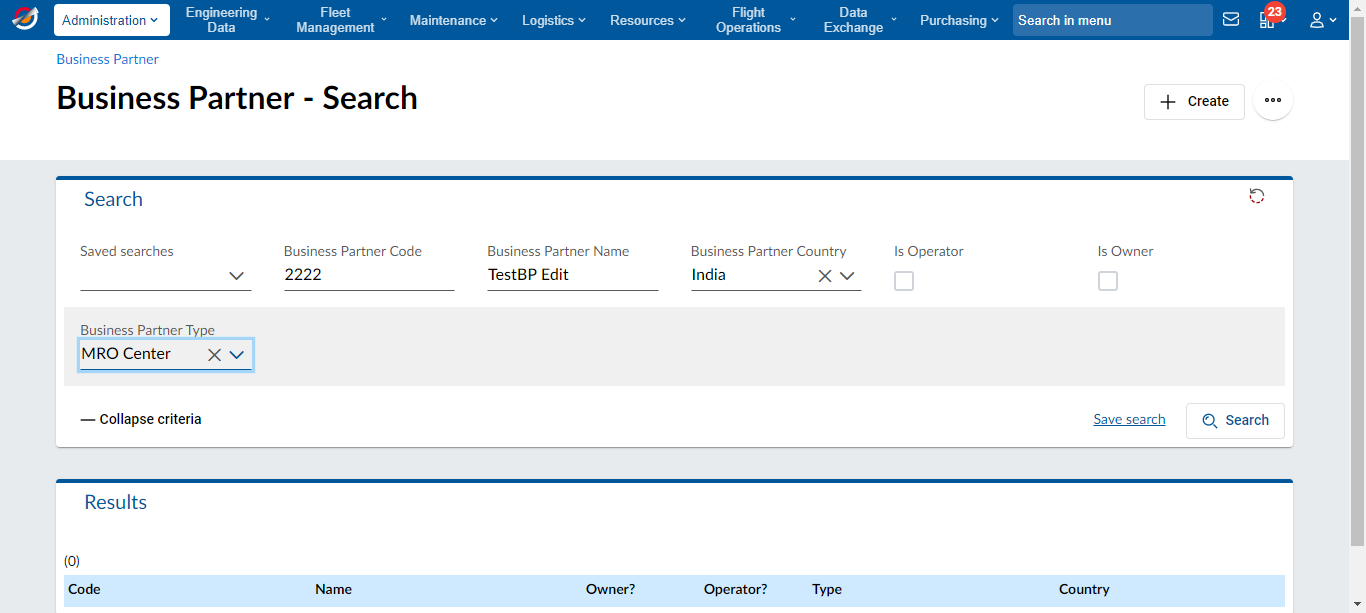 Administration
Engineering
Data
Fleet
Management
Maintenance
Logistics
Resources
Flight
Operations
Data
Exchange
Purchasing
Search in menu
23
Business Partner
Business Partner - Search
Create
Search
Saved searches
Business Partner Code
2222
Business Partner Name
TestBP Edit
Business Partner Country
India
Is Operator
Is Owner
Business Partner Type
MRO Center
Collapse criteria
Save search
Search
Results
(0)
Code Name Owner? Operator? Type Country